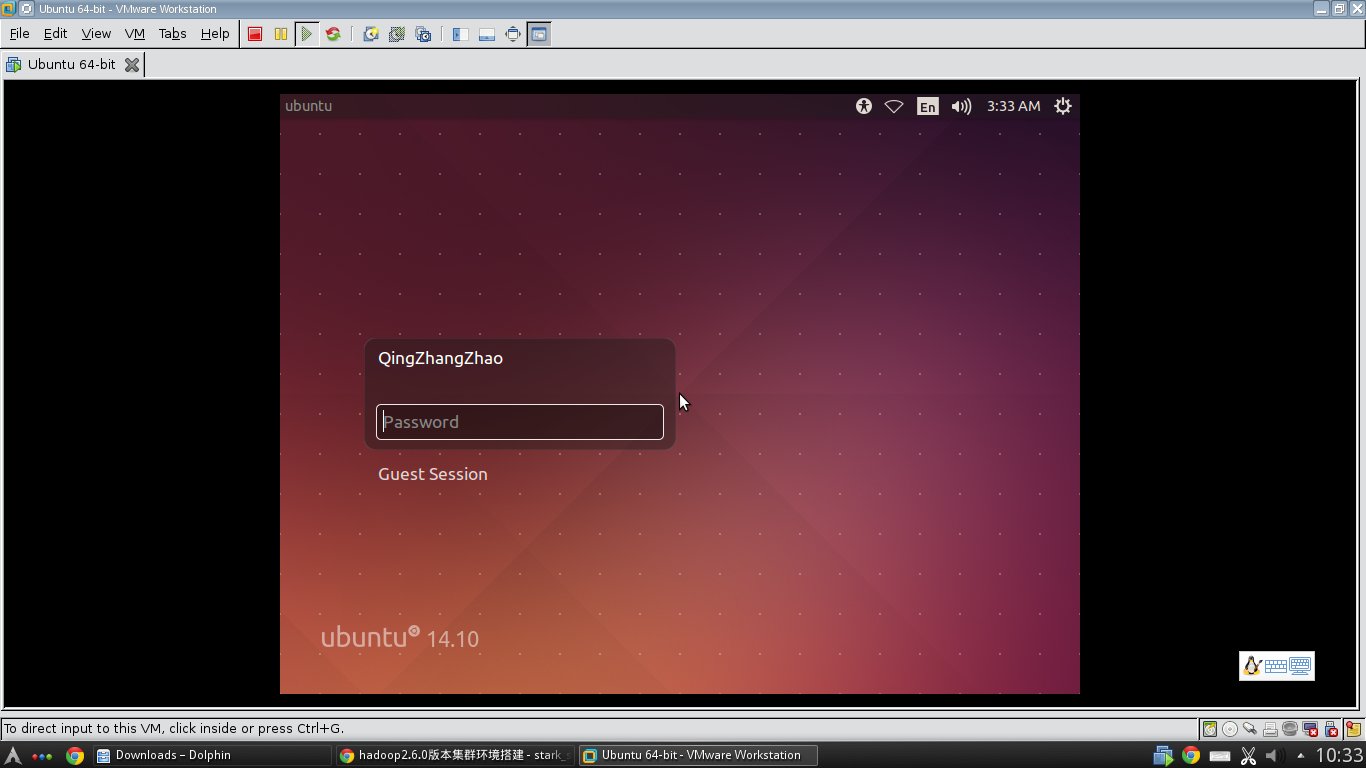 Ubuntu 64-bit - VMware Workstation
File Edit View VM Tabs Help
Ubuntu 64-bit
ubuntu En 3:33 AM
QingZhangZhao
Password
Guest Session
ubuntu 14.10
To direct input to this VM, click inside or press Ctrl+G.
Downloads – Dolphin hadoop2.6.0版本集群环境搭建 - stark_s Ubuntu 64-bit - VMware Workstation 10:33